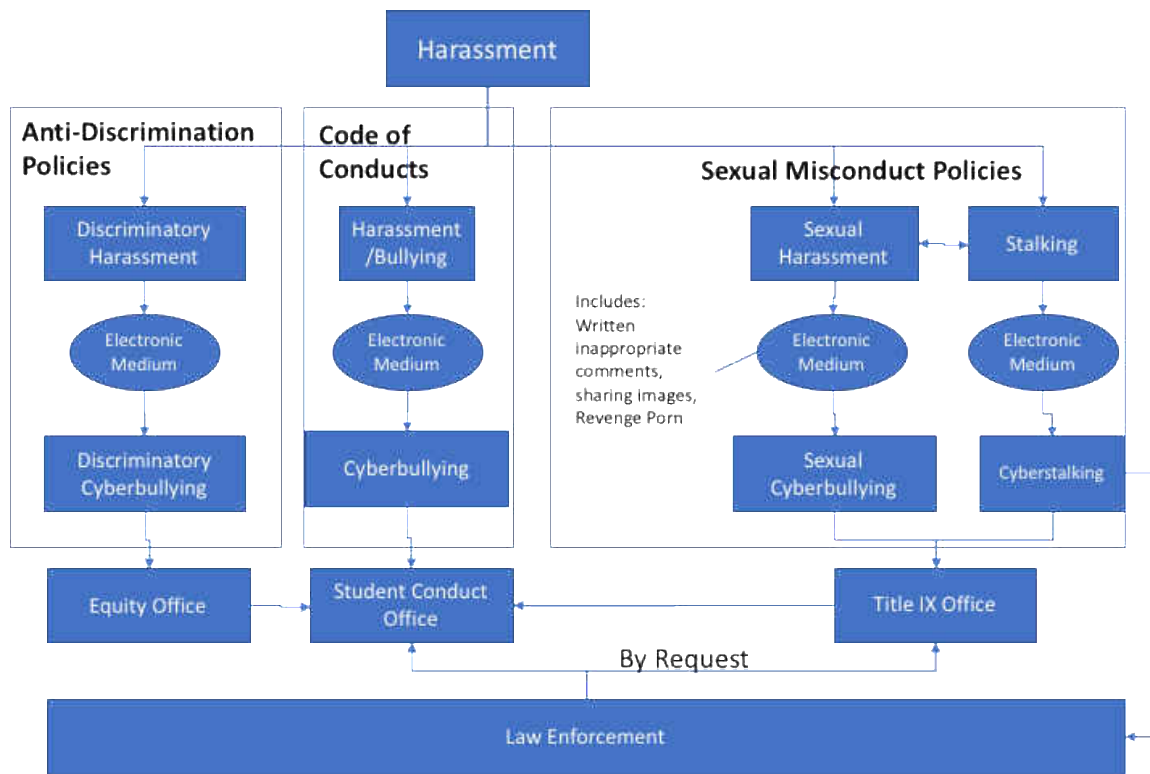 Harassment
Anti-Discrimination
Policies
Code of
Conducts
Sexual Misconduct Policies
Discriminatory
Harassment
Harassment
/Bullying
Sexual
Harassment
Stalking
Includes:
Written
inappropriate
comments,
sharing images,
Revenge Porn
Electronic
Medium
Electronic
Medium
Electronic
Medium
Electronic
Medium
Discriminatory
Cyberbullying
Cyberbullying
Sexual
Cyberbullying
Cyberstalking
Equity Office
Student Conduct
Office
Title IX Office
By Request
Law Enforcement